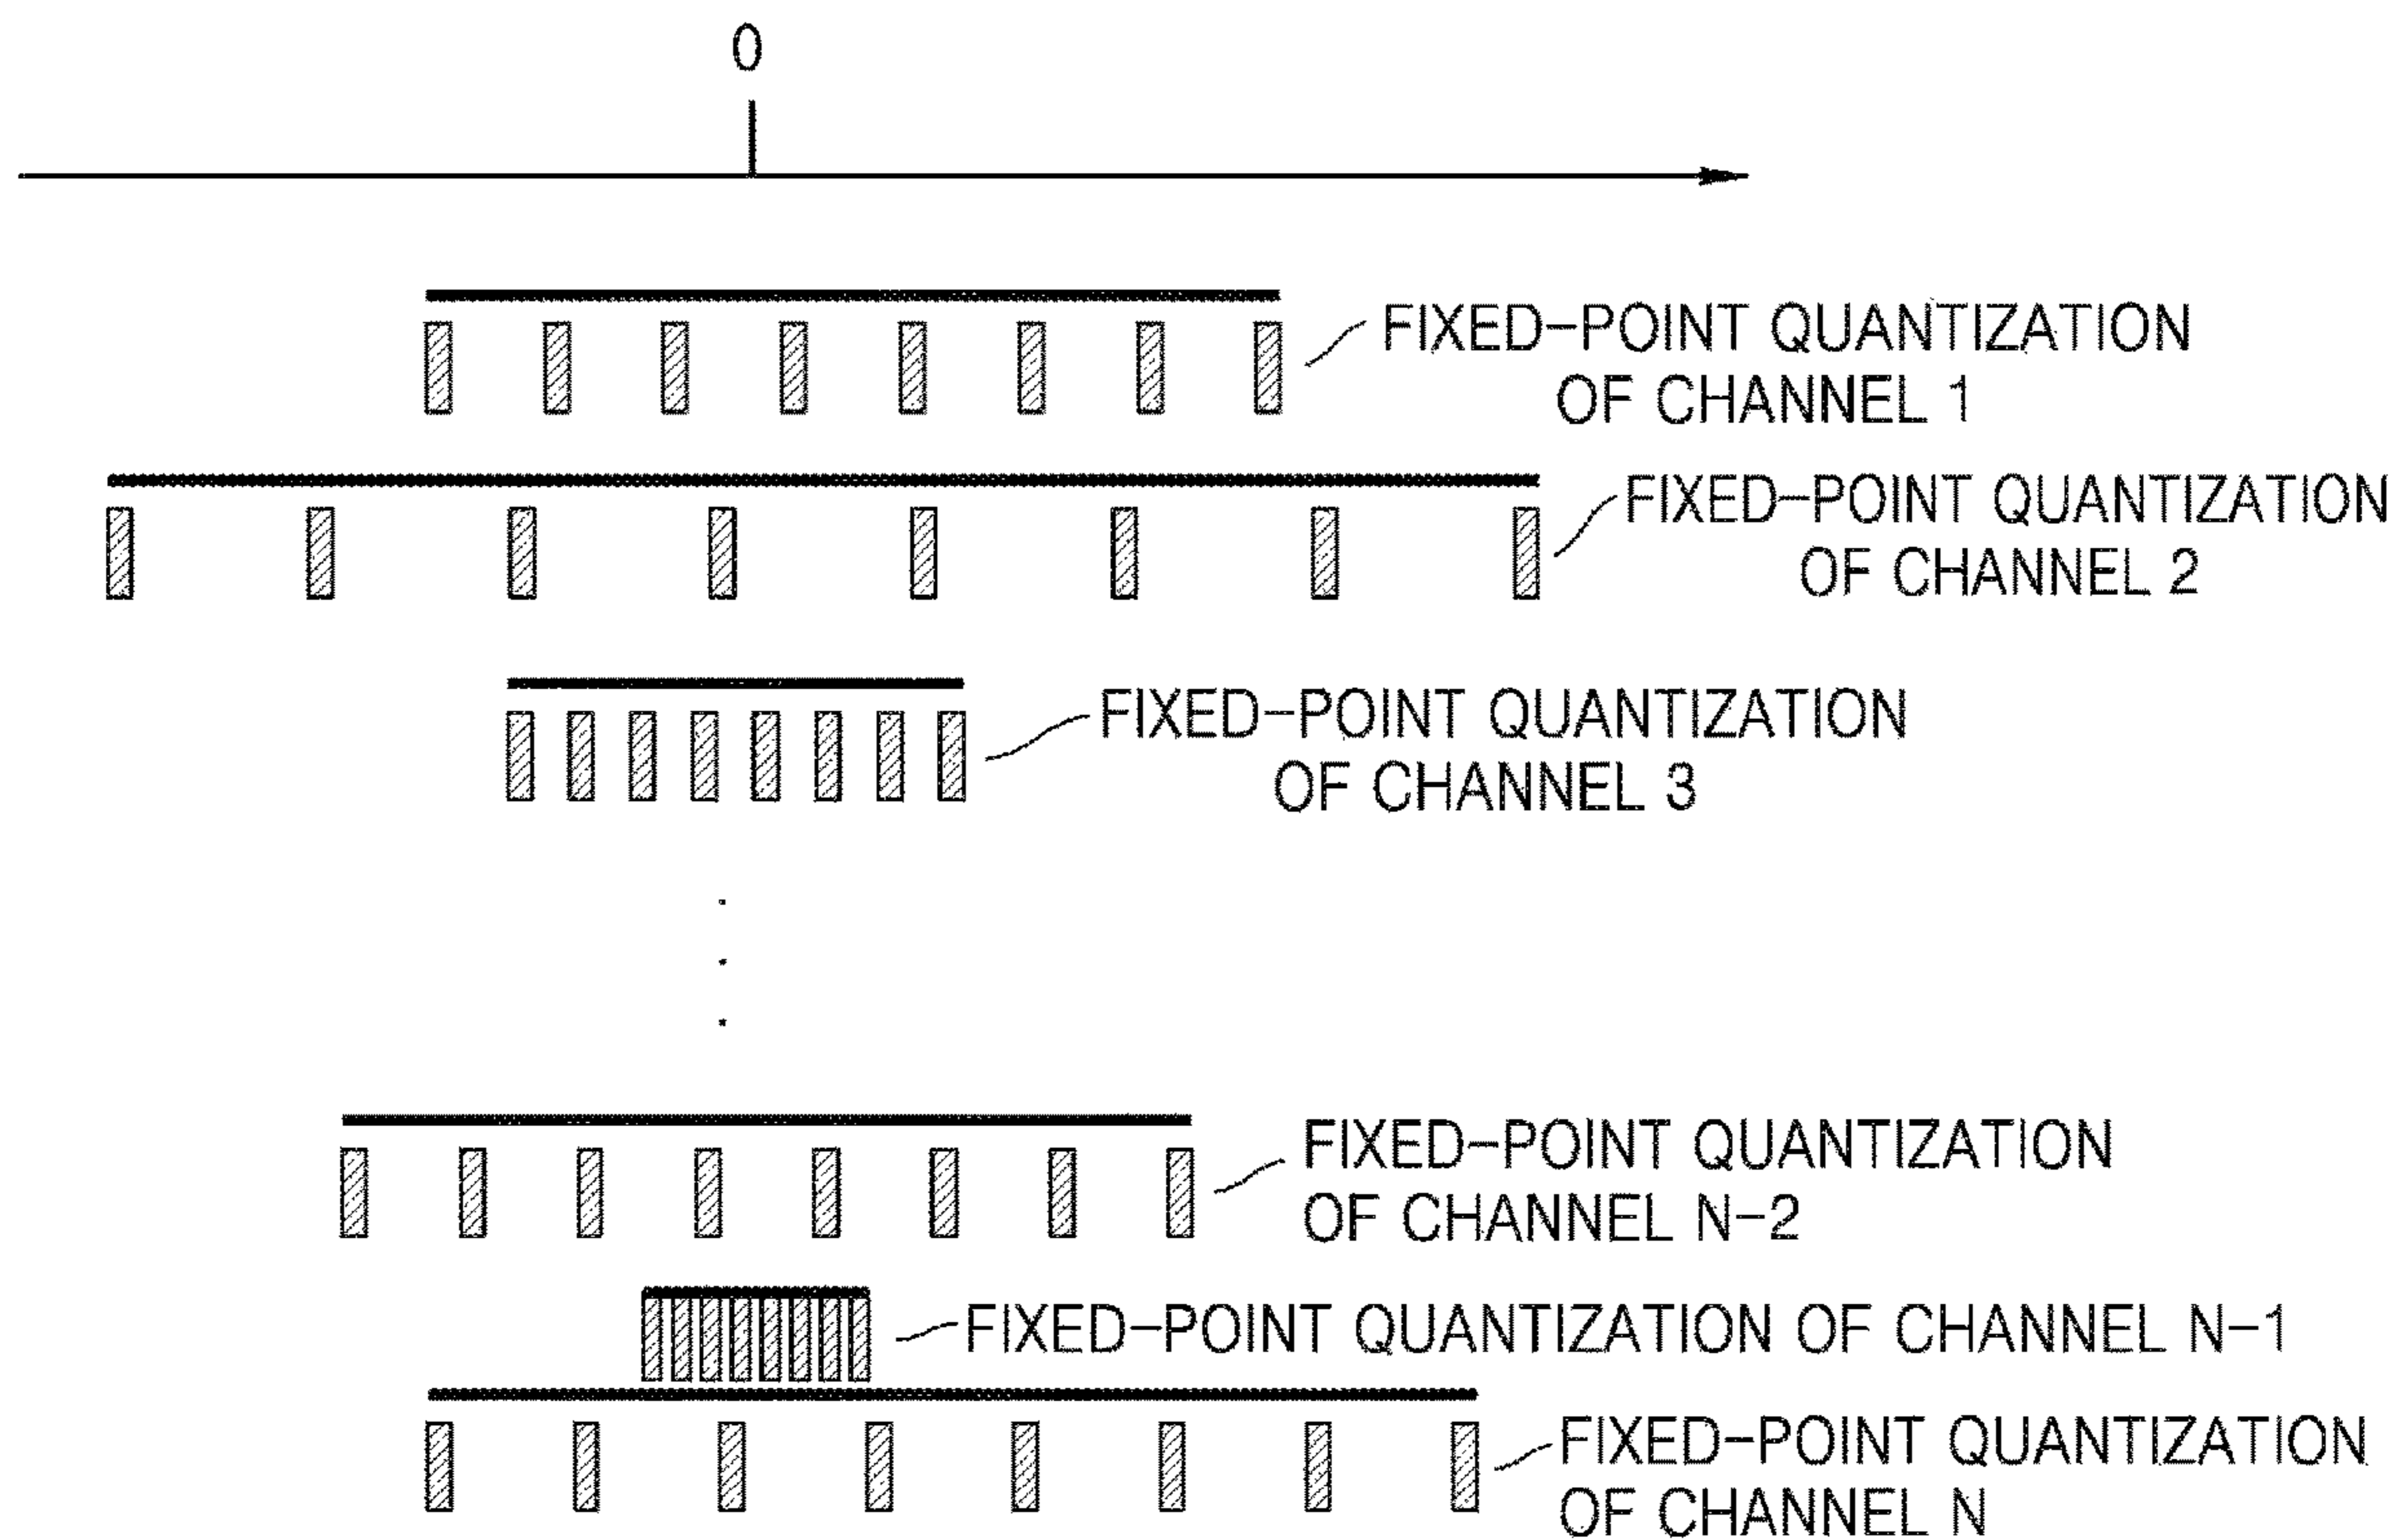 0
FIXED-POINT QUANTIZATION
OF CHANNEL 1
FIXED-POINT QUANTIZATION
OF CHANNEL 2
FIXED-POINT QUANTIZATION
OF CHANNEL 3
FIXED-POINT QUANTIZATION
OF CHANNEL N-2
FIXED-POINT QUANTIZATION OF CHANNEL N-1
FIXED-POINT QUANTIZATION
OF CHANNEL N